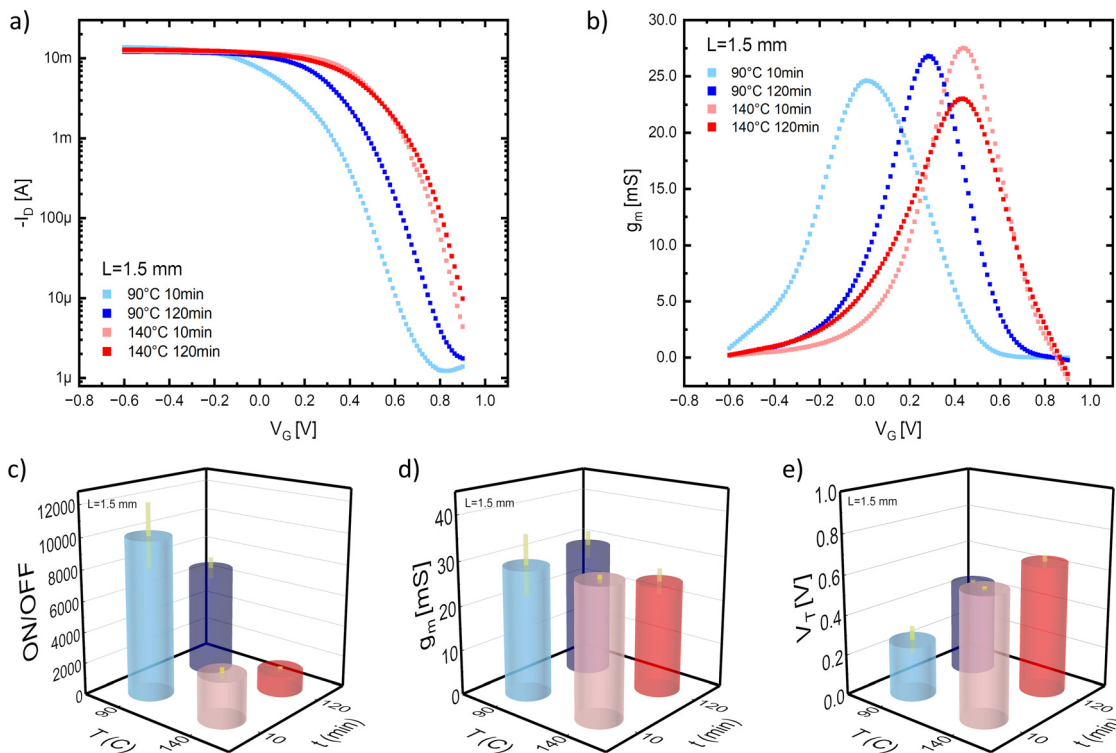 a)
10m
1m
100µ
10µ
1µ
-I_D [A]
L=1.5 mm
90°C 10min
90°C 120min
140°C 10min
140°C 120min
−0.8 −0.6 −0.4 −0.2 0.0 0.2 0.4 0.6 0.8 1.0
V_G [V]
b)
30.0
25.0
20.0
15.0
10.0
5.0
0.0
g_m [mS]
L=1.5 mm
90°C 10min
90°C 120min
140°C 10min
140°C 120min
−0.8 −0.6 −0.4 −0.2 0.0 0.2 0.4 0.6 0.8 1.0
V_G [V]
c)
L=1.5 mm
12000
10000
8000
6000
4000
2000
0
ON/OFF
90
140
T (C)
10
120
t (min)
d)
L=1.5 mm
40
30
20
10
0
g_m [mS]
90
140
T (C)
10
120
t (min)
e)
L=1.5 mm
1.0
0.8
0.6
0.4
0.2
0.0
V_T [V]
90
140
T (C)
10
120
t (min)